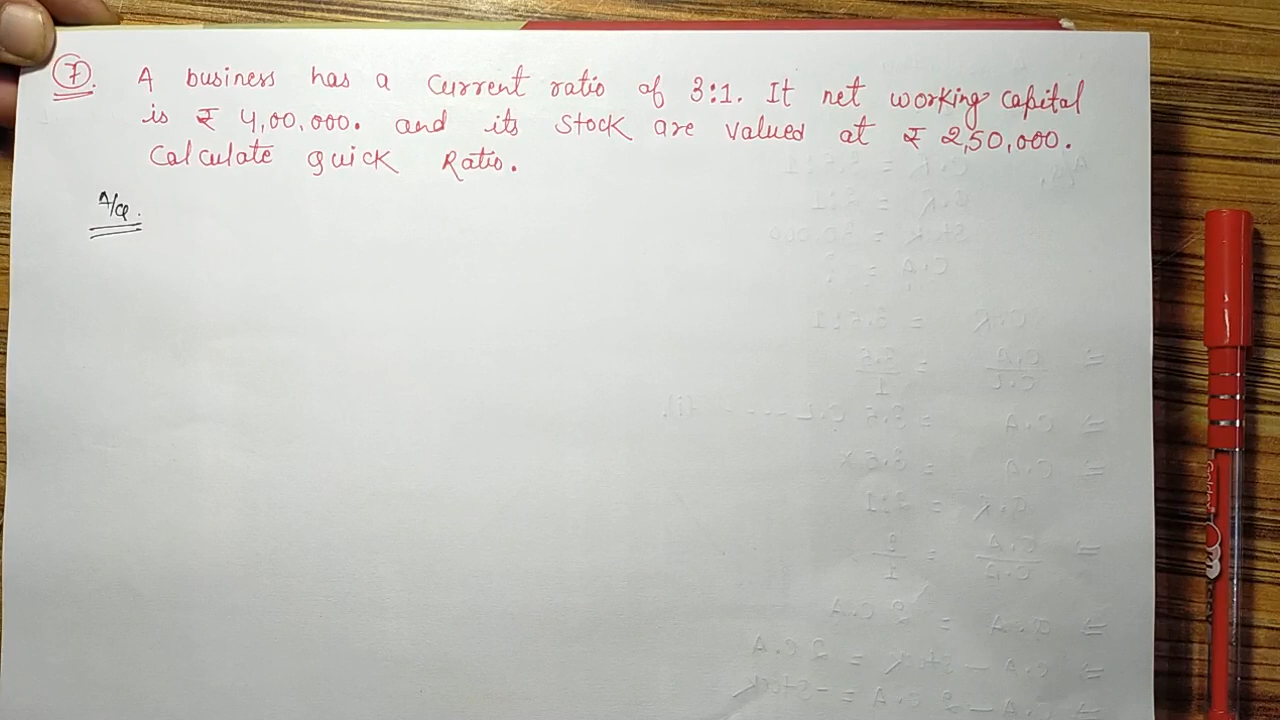 7. A business has a current ratio of 3:1. It net working capital
is ₹ 4,00,000. and its stock are valued at ₹ 2,50,000.
Calculate quick Ratio.
A/Q.